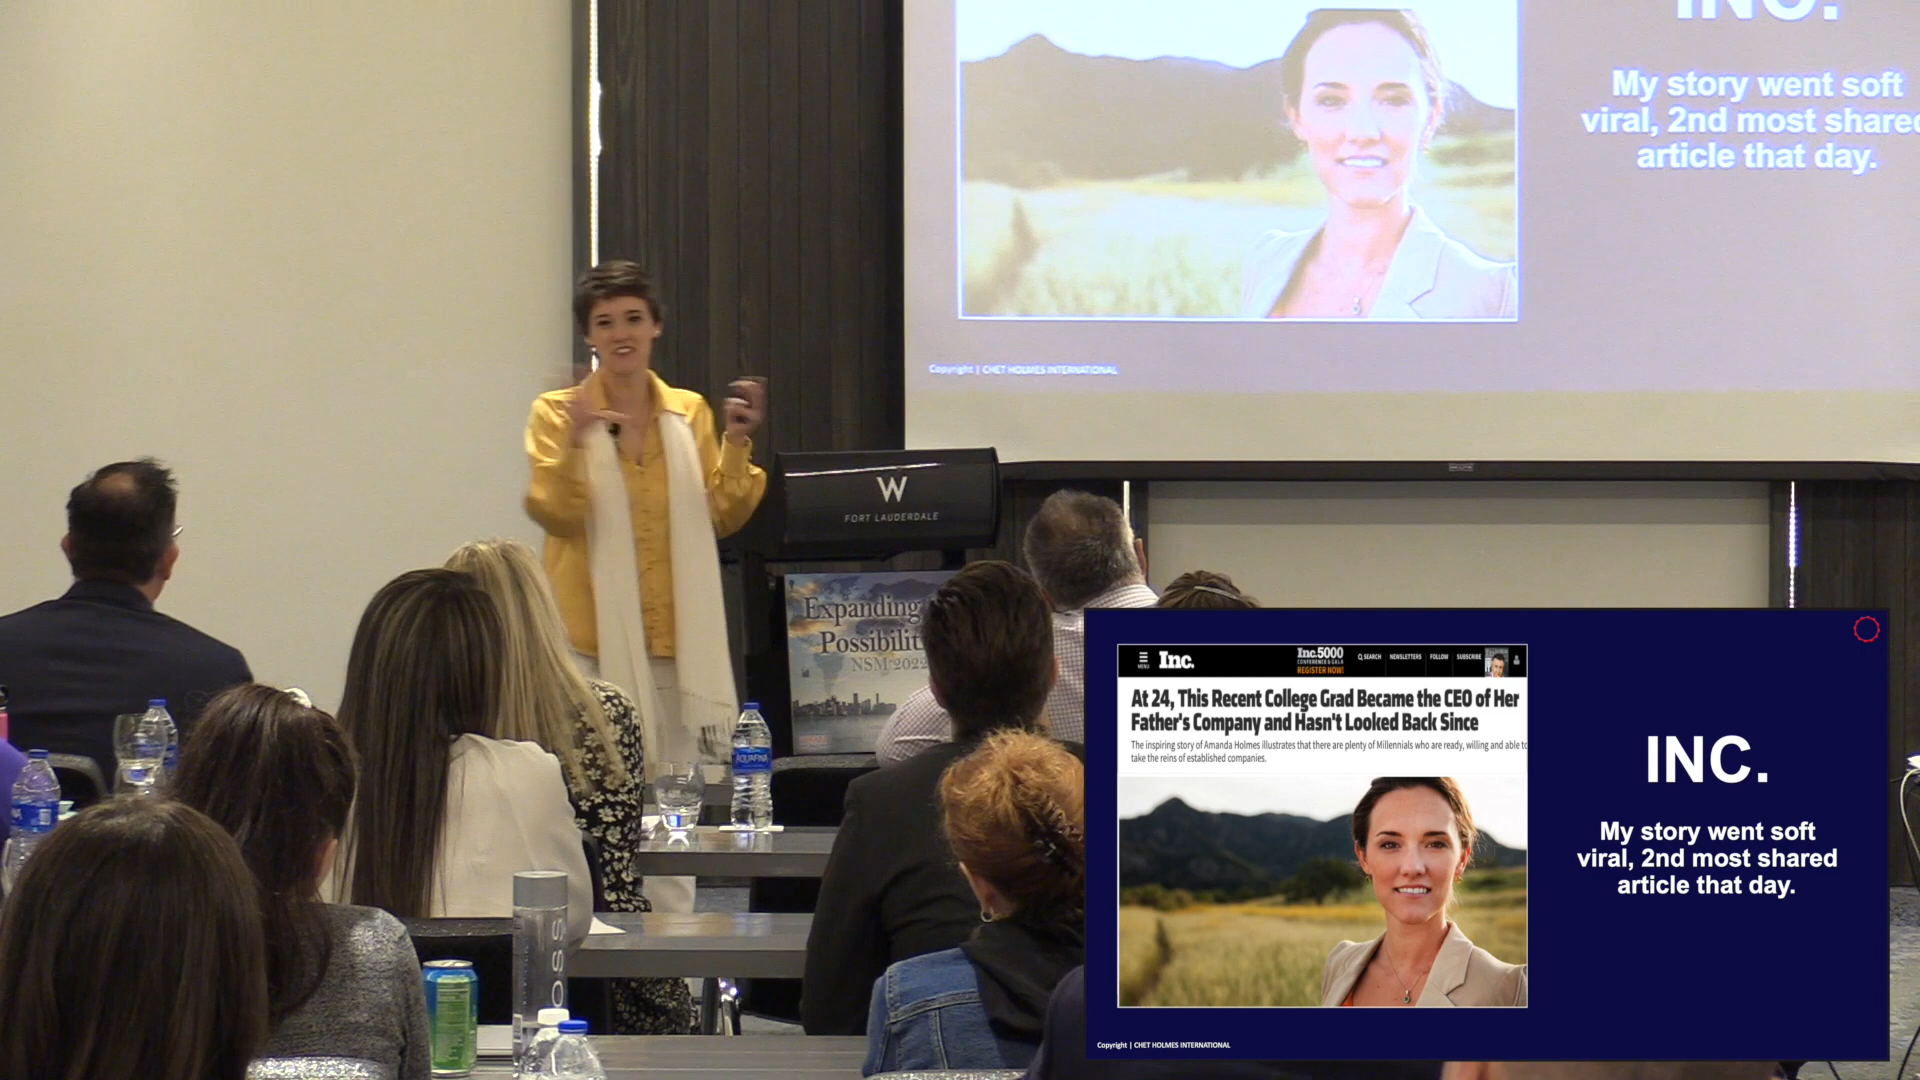 INC.
My story went soft
viral, 2nd most shared
article that day.
Copyright | CHET HOLMES INTERNATIONAL
W
FORT LAUDERDALE
Expanding
Possibilit
NSM 2022
AQUAFINA
OSS
MENU
Inc.
Inc.5000
CONFERENCE & GALA
REGISTER NOW!
SEARCH
NEWSLETTERS
FOLLOW
SUBSCRIBE
At 24, This Recent College Grad Became the CEO of Her
Father's Company and Hasn't Looked Back Since
The inspiring story of Amanda Holmes illustrates that there are plenty of Millennials who are ready, willing and able to
take the reins of established companies.
INC.
My story went soft
viral, 2nd most shared
article that day.
Copyright | CHET HOLMES INTERNATIONAL